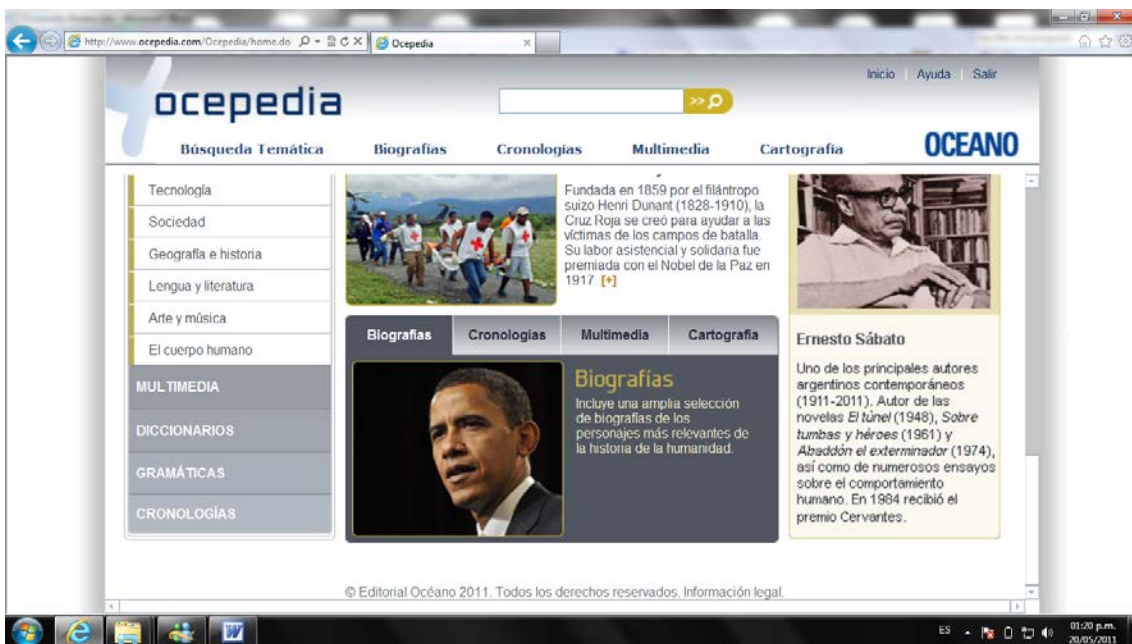 http://www.ocepedia.com/Ocepedia/home.do
Ocepedia
Inicio Ayuda Salir
ocepedia
>>
Búsqueda Temática Biografías Cronologías Multimedia Cartografía
OCEANO
Tecnología
Sociedad
Geografía e historia
Lengua y literatura
Arte y música
El cuerpo humano
MULTIMEDIA
DICCIONARIOS
GRAMÁTICAS
CRONOLOGÍAS
Fundada en 1859 por el filántropo
suizo Henri Dunant (1828-1910), la
Cruz Roja se creó para ayudar a las
víctimas de los campos de batalla.
Su labor asistencial y solidaria fue
premiada con el Nobel de la Paz en
1917. [+]
Biografías Cronologías Multimedia Cartografía
Biografías
Incluye una amplia selección
de biografías de los
personajes más relevantes de
la historia de la humanidad.
Ernesto Sábato
Uno de los principales autores
argentinos contemporáneos
(1911-2011). Autor de las
novelas El túnel (1948), Sobre
tumbas y héroes (1961) y
Abaddón el exterminador (1974),
así como de numerosos ensayos
sobre el comportamiento
humano. En 1984 recibió el
premio Cervantes.
© Editorial Océano 2011. Todos los derechos reservados. Información legal.
ES
01:20 p.m.
20/05/2011